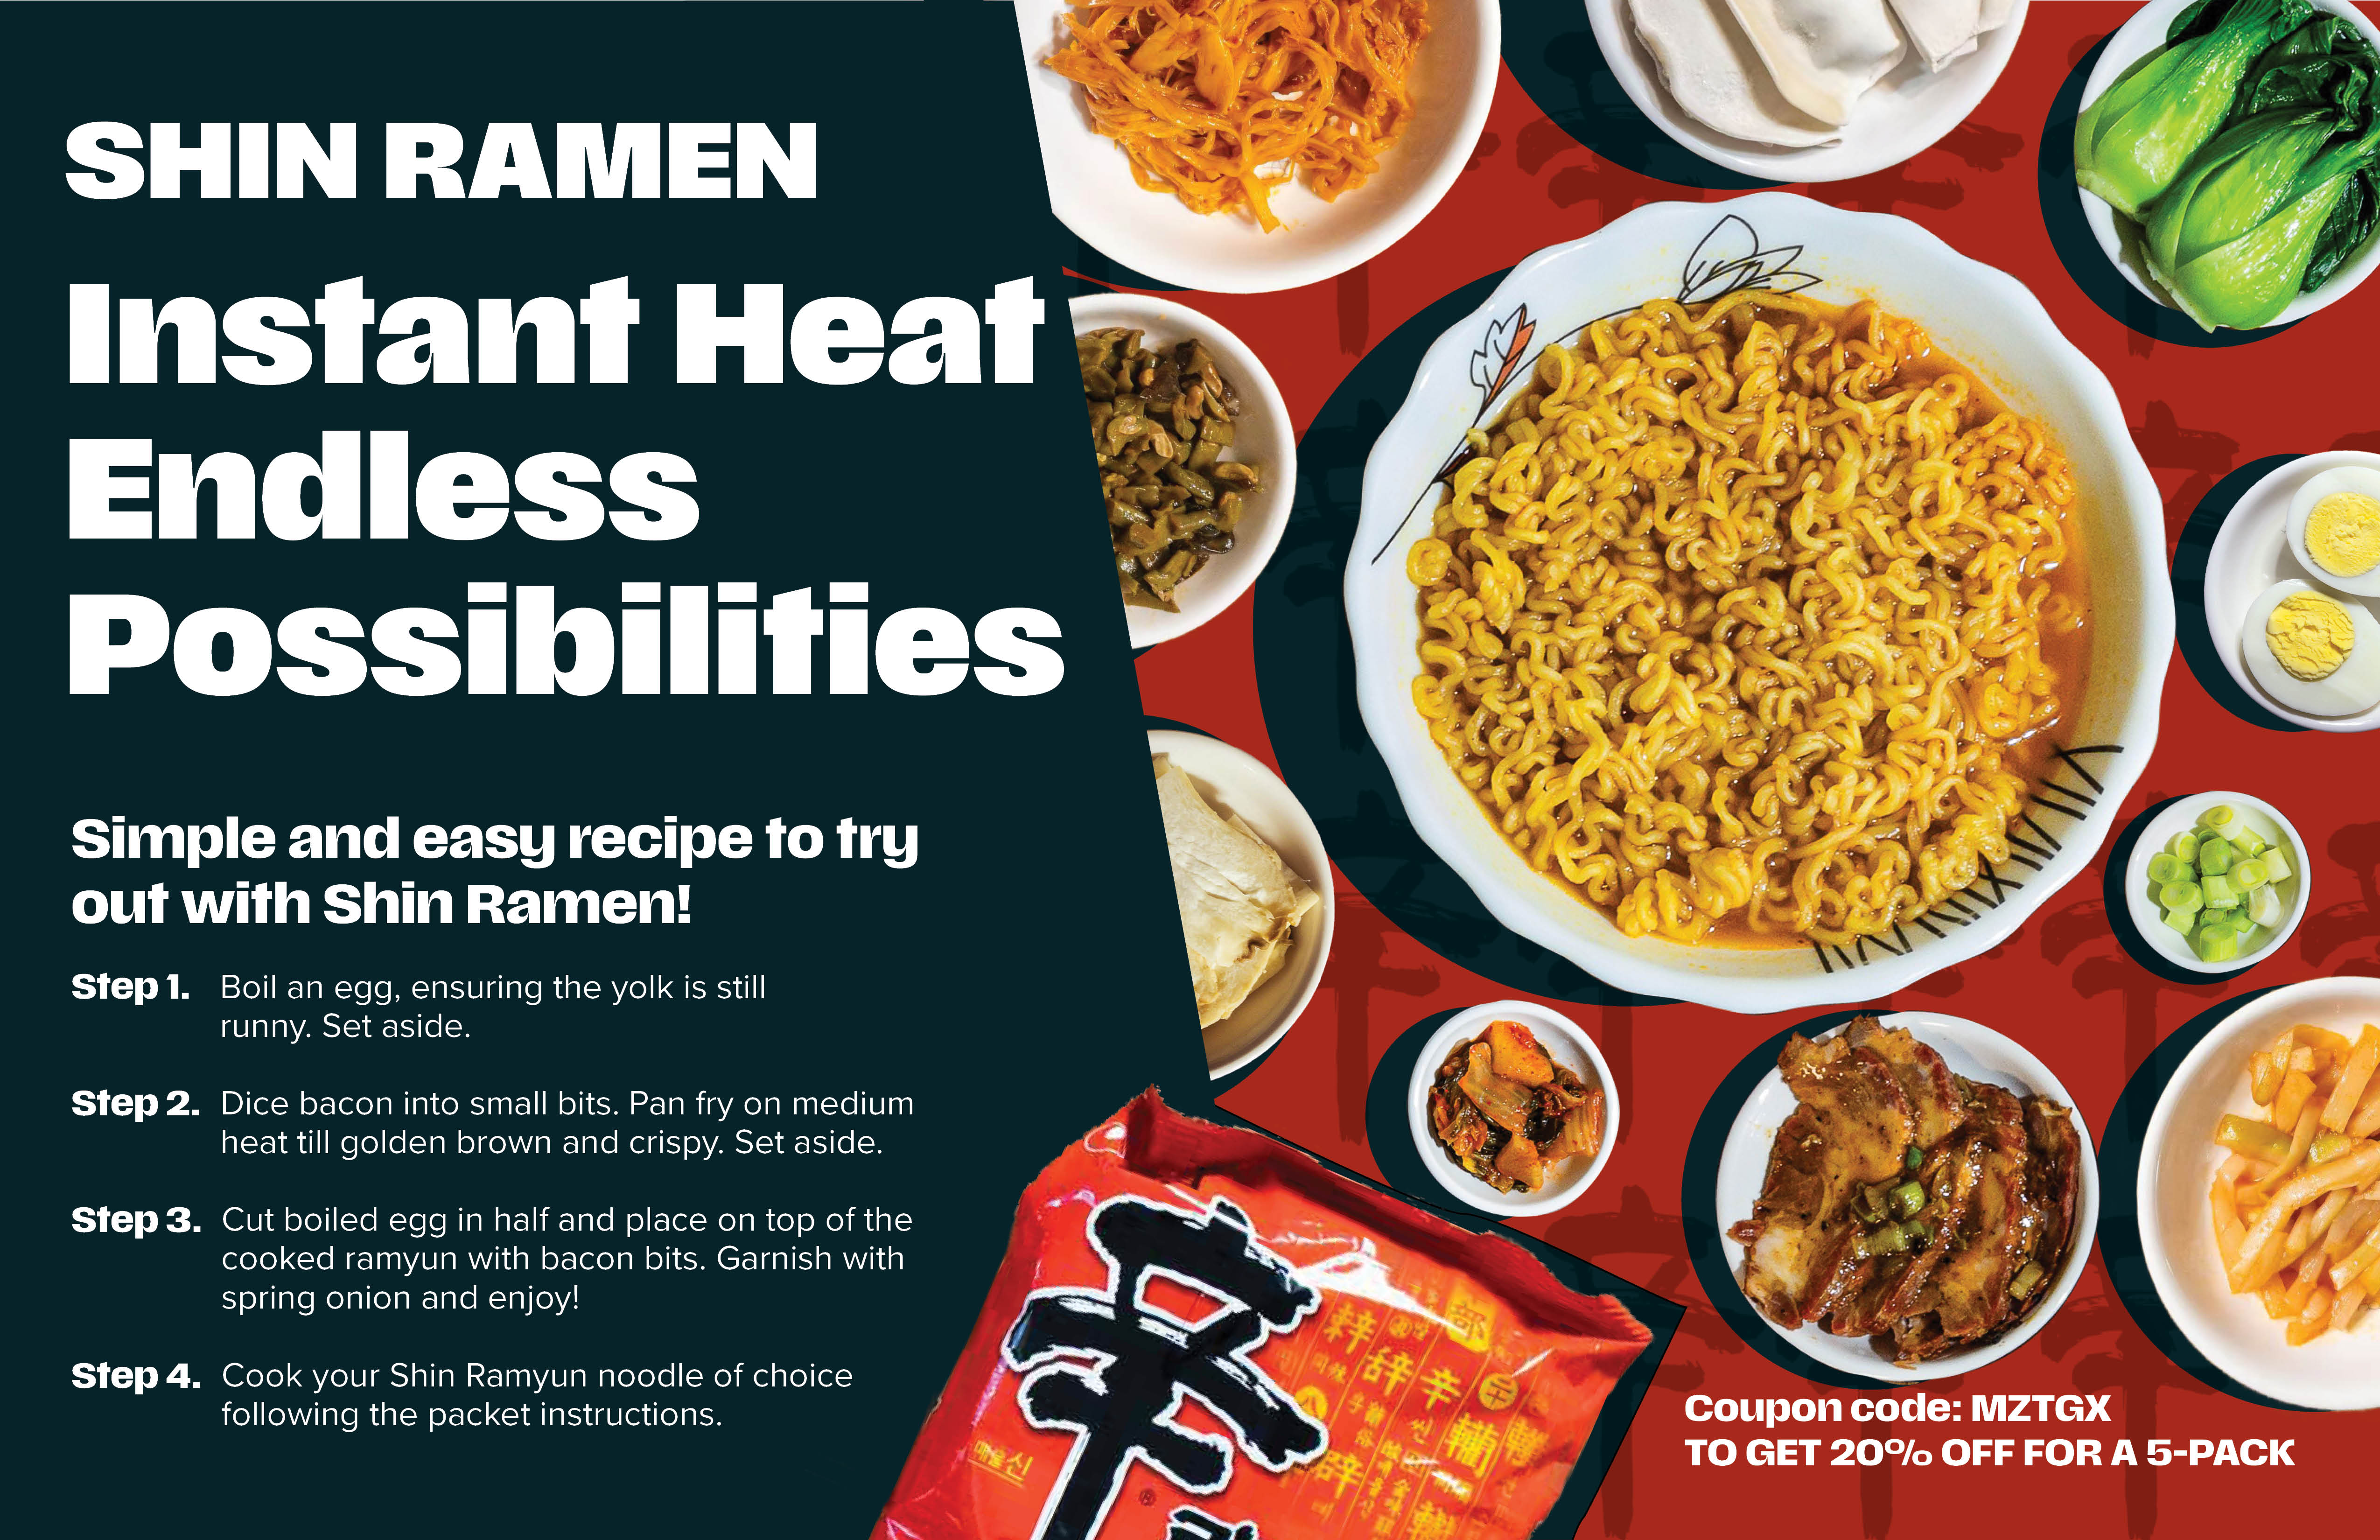 SHIN RAMEN
Instant Heat
Endless
Possibilities
Simple and easy recipe to try
out with Shin Ramen!
Step 1. Boil an egg, ensuring the yolk is still
runny. Set aside.
Step 2. Dice bacon into small bits. Pan fry on medium
heat till golden brown and crispy. Set aside.
Step 3. Cut boiled egg in half and place on top of the
cooked ramyun with bacon bits. Garnish with
spring onion and enjoy!
Step 4. Cook your Shin Ramyun noodle of choice
following the packet instructions.
辛
매울신
Coupon code: MZTGX
TO GET 20% OFF FOR A 5-PACK